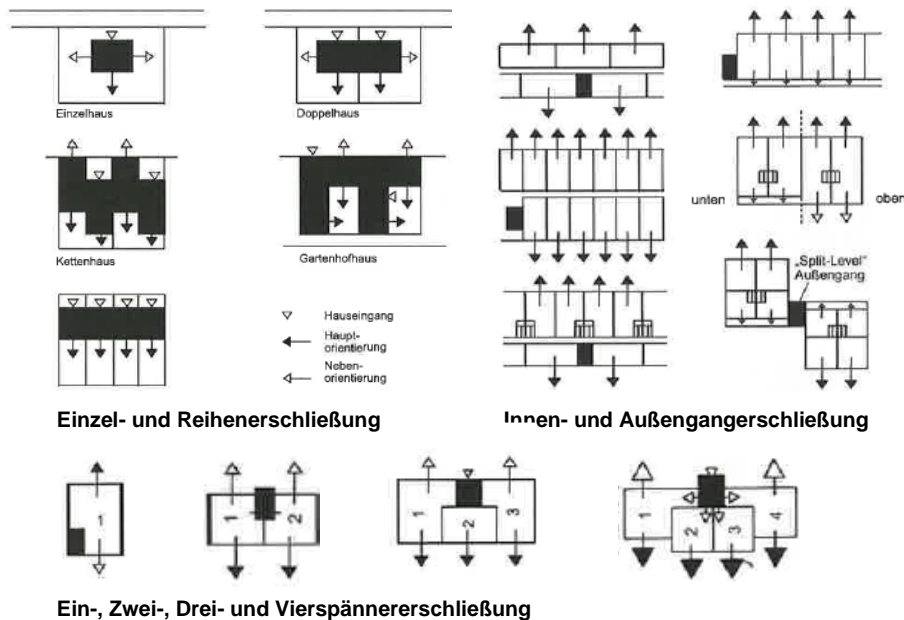 Einzelhaus
Doppelhaus
Kettenhaus
Gartenhofhaus
Hauseingang
Haupt-
orientierung
Neben-
orientierung
Einzel- und Reihenerschließung
unten
oben
„Split-Level"
Außengang
Innen- und Außengangerschließung
1
1
2
1
2
3
1
2
3
4
Ein-, Zwei-, Drei- und Vierspännererschließung